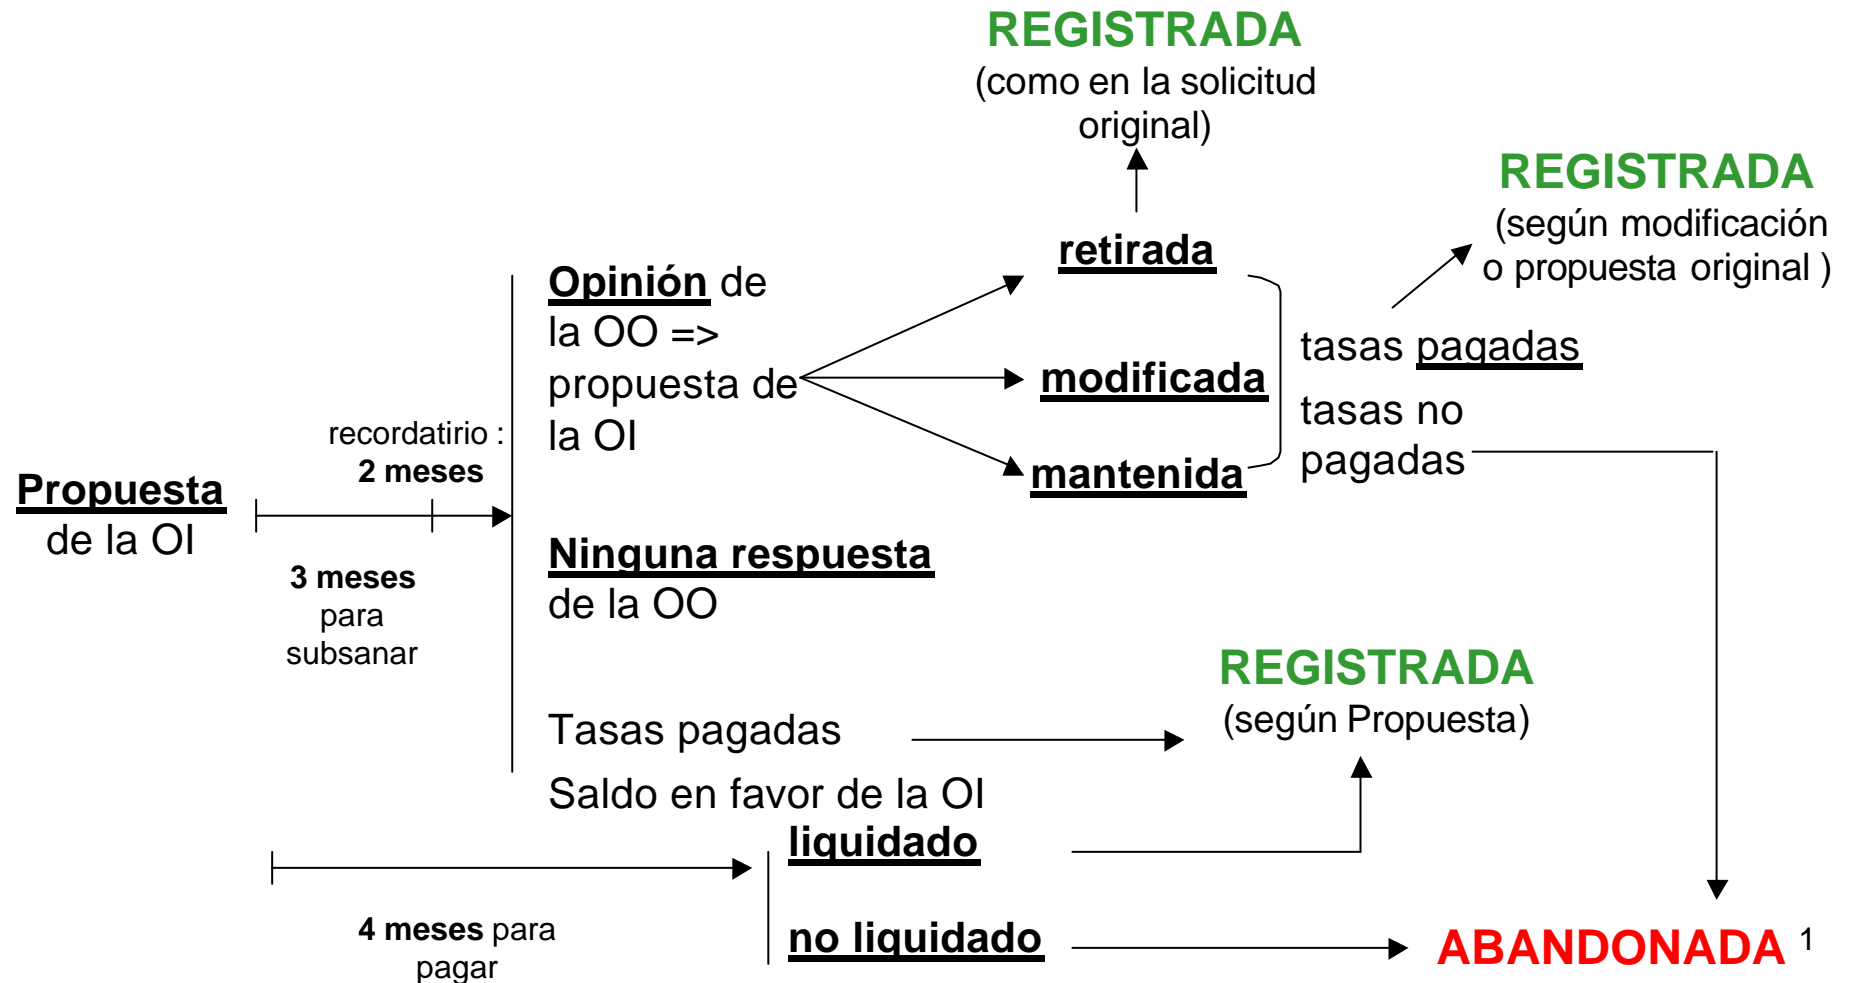 REGISTRADA
(como en la solicitud
original)
REGISTRADA
(según modificación
o propuesta original )
retirada
Opinión de
la OO =>
propuesta de
la OI
modificada
mantenida
tasas pagadas
tasas no
pagadas
recordatirio :
2 meses
Propuesta
de la OI
3 meses
para
subsanar
Ninguna respuesta
de la OO
REGISTRADA
(según Propuesta)
Tasas pagadas
Saldo en favor de la OI
liquidado
4 meses para
pagar
no liquidado
ABANDONADA 1